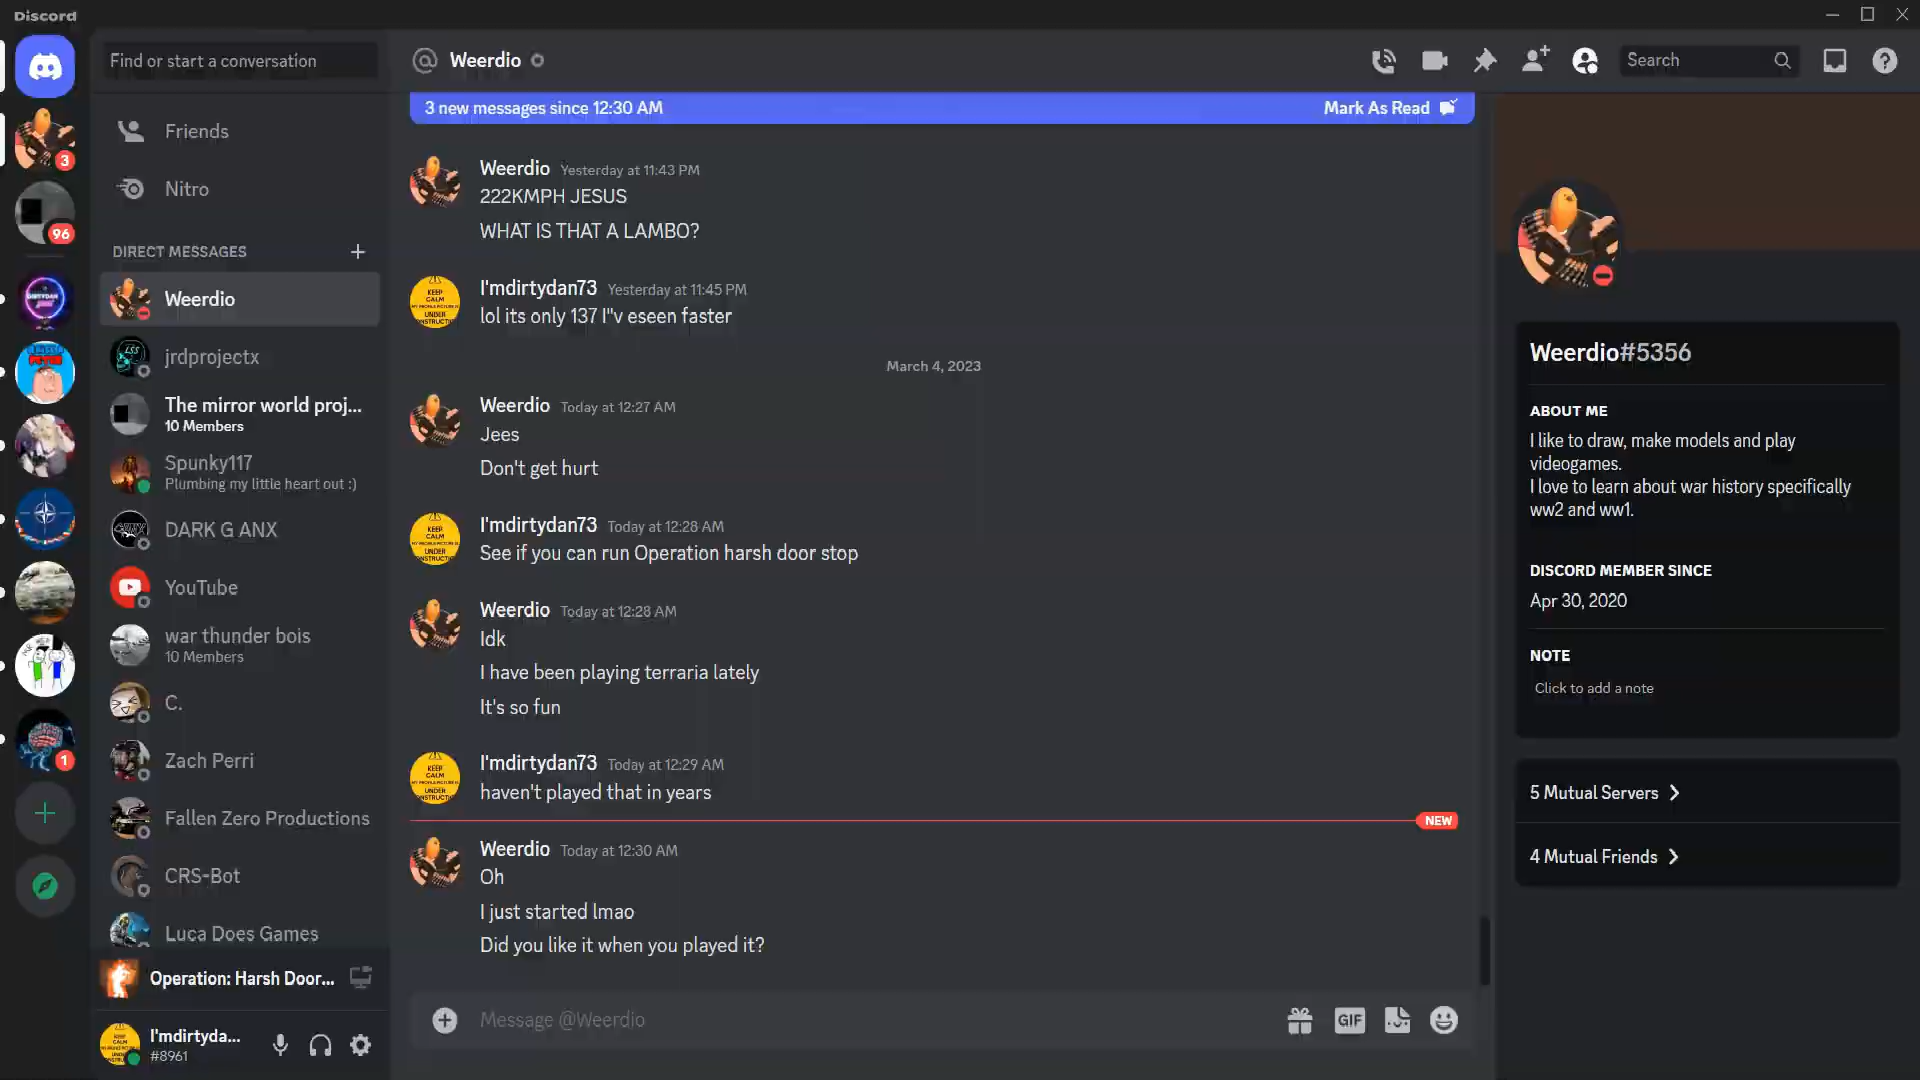 Discord
Find or start a conversation
Friends
Nitro
DIRECT MESSAGES
Weerdio
jrdprojectx
The mirror world proj...
10 Members
Spunky117
Plumbing my little heart out :)
DARK G ANX
YouTube
war thunder bois
10 Members
C.
Zach Perri
Fallen Zero Productions
CRS-Bot
Luca Does Games
Operation: Harsh Door...
I'mdirtyda...
#8961
3
96
1
Weerdio
Search
3 new messages since 12:30 AM
Mark As Read
Weerdio Yesterday at 11:43 PM
222KMPH JESUS
WHAT IS THAT A LAMBO?
I'mdirtydan73 Yesterday at 11:45 PM
lol its only 137 I"v eseen faster
March 4, 2023
Weerdio Today at 12:27 AM
Jees
Don't get hurt
I'mdirtydan73 Today at 12:28 AM
See if you can run Operation harsh door stop
Weerdio Today at 12:28 AM
Idk
I have been playing terraria lately
It's so fun
I'mdirtydan73 Today at 12:29 AM
haven't played that in years
NEW
Weerdio Today at 12:30 AM
Oh
I just started lmao
Did you like it when you played it?
Message @Weerdio
GIF
Weerdio#5356
ABOUT ME
I like to draw, make models and play
videogames.
I love to learn about war history specifically
ww2 and ww1.
DISCORD MEMBER SINCE
Apr 30, 2020
NOTE
Click to add a note
5 Mutual Servers
4 Mutual Friends